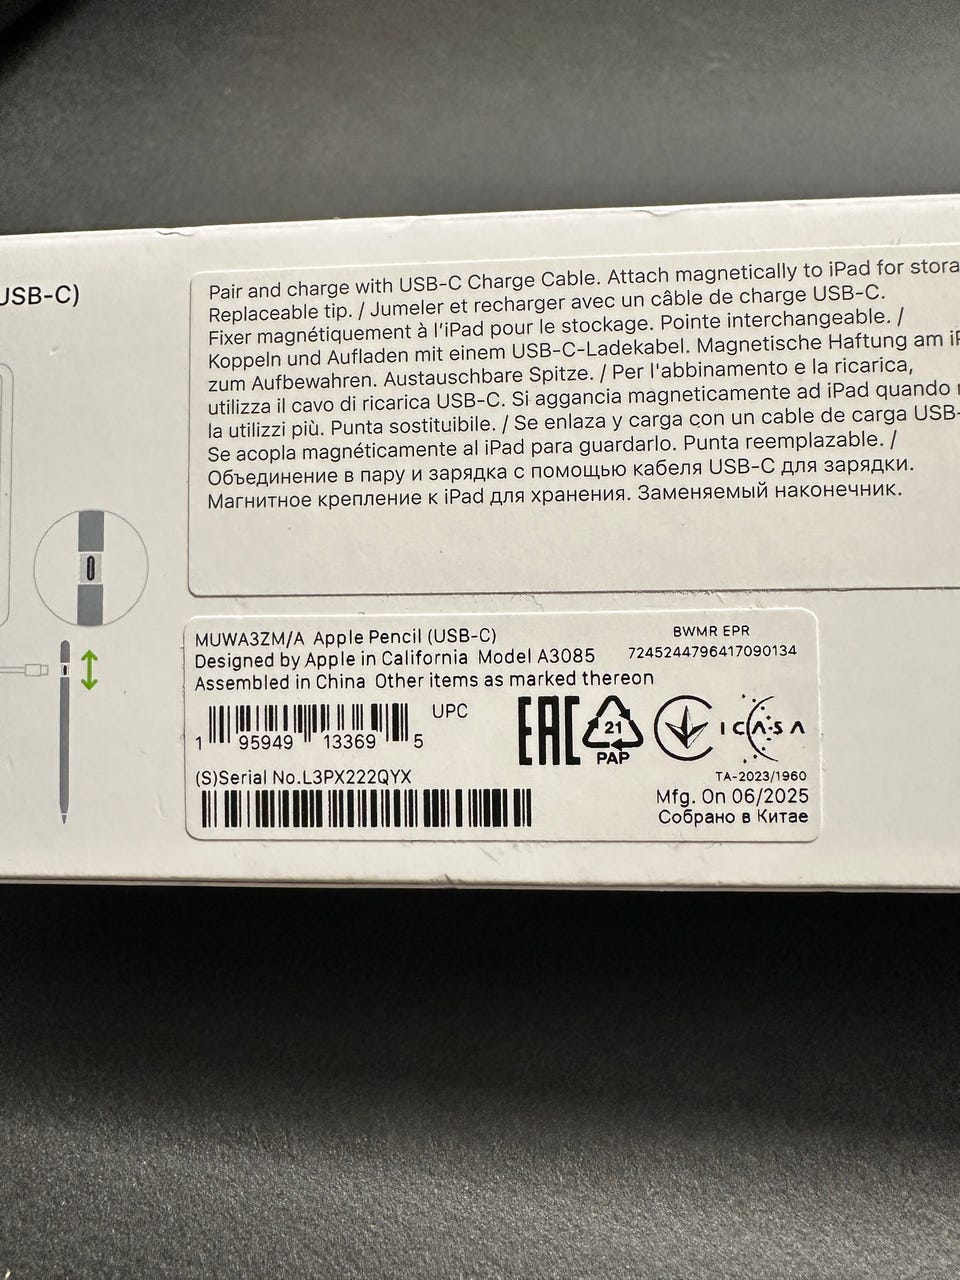 USB-C)
Pair and charge with USB-C Charge Cable. Attach magnetically to iPad for
Replaceable tip. / Jumeler et recharger avec un câble de charge USB-C.
Fixer magnétiquement à l'iPad pour le stockage. Pointe interchangeable. /
Koppeln und Aufladen mit einem USB-C-Ladekabel. Magnetische Haftung am
zum Aufbewahren. Austauschbare Spitze. / Per l'abbinamento e la ricarica,
utilizza il cavo di ricarica USB-C. Si aggancia magneticamente ad iPad quando
la utilizzi più. Punta sostituibile. / Se enlaza y carga con un cable de carga USB-
Se acopla magnéticamente al iPad para guardarlo. Punta reemplazable. /
Объединение в пару и зарядка с помощью кабеля USB-C для зарядки.
Магнитное крепление к iPad для хранения. Заменяемый наконечник.
MUWA3ZM/A Apple Pencil (USB-C)
Designed by Apple in California Model A3085
Assembled in China Other items as marked thereon
BWMR EPR
7245244796417090134
UPC
1 95949 13369 5
(S)Serial No.L3PX222QYX
EAC
21
PAP
ICASA
TA-2023/1960
Mfg. On 06/2025
Собрано в Китае